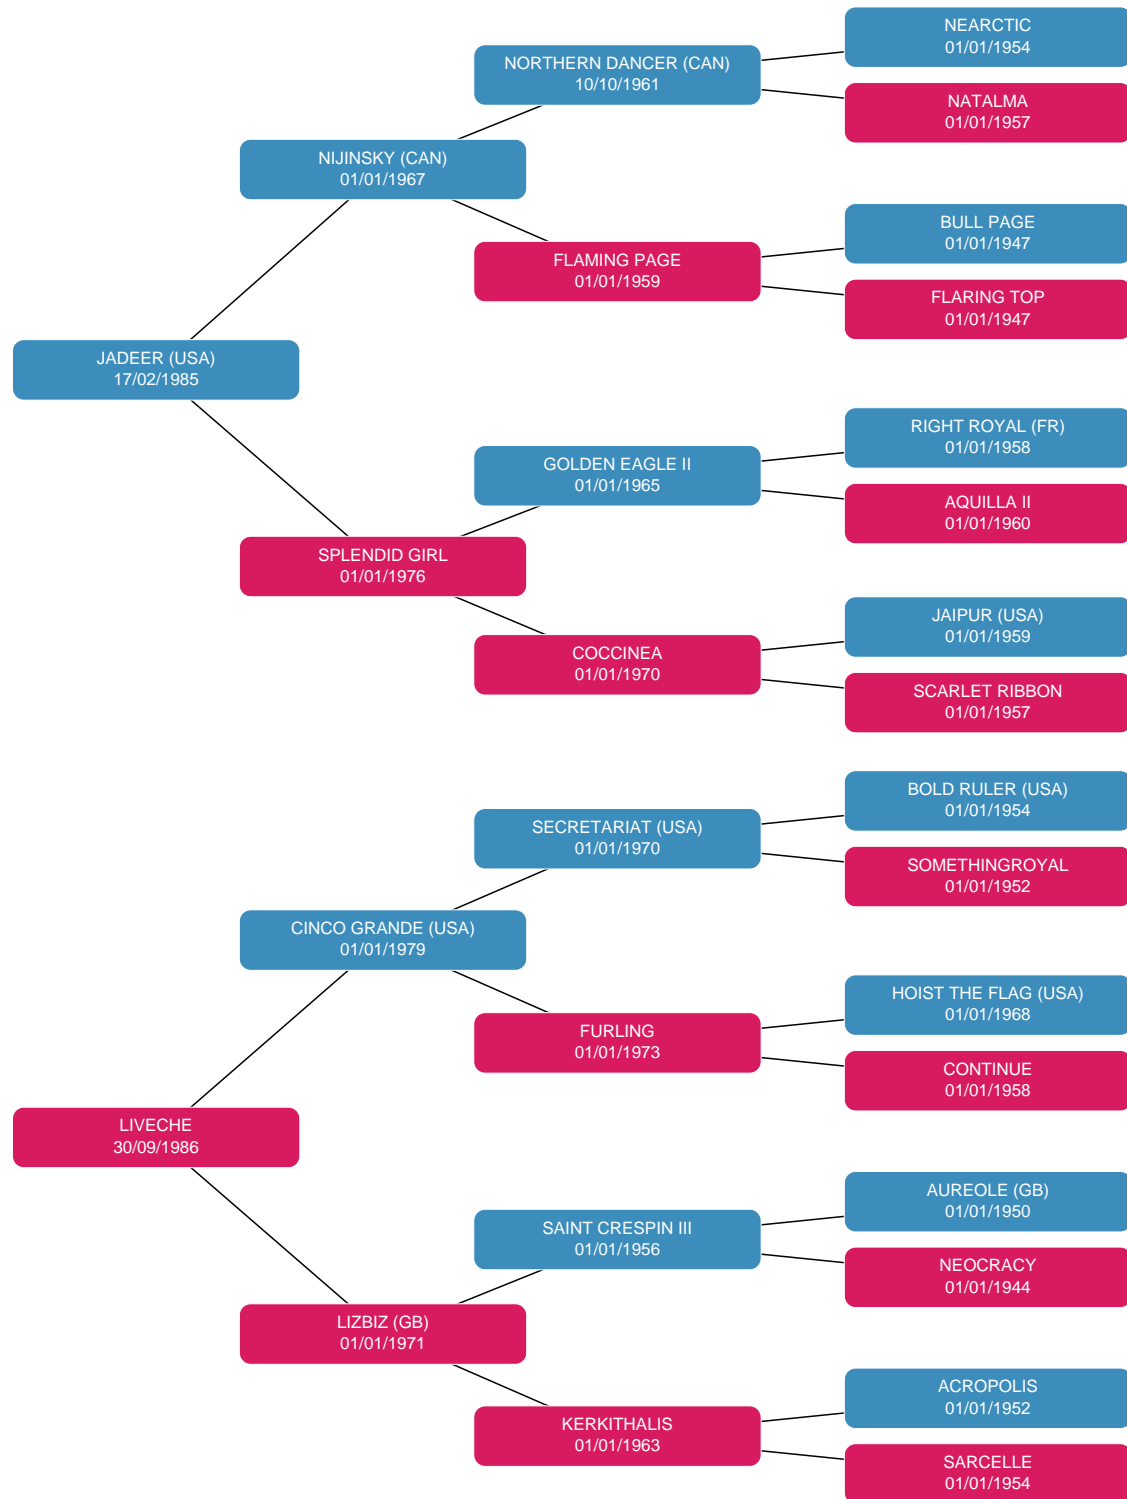 NEARCTIC
01/01/1954
NORTHERN DANCER (CAN)
10/10/1961
NATALMA
01/01/1957
NIJINSKY (CAN)
01/01/1967
BULL PAGE
01/01/1947
FLAMING PAGE
01/01/1959
FLARING TOP
01/01/1947
JADEER (USA)
17/02/1985
RIGHT ROYAL (FR)
01/01/1958
GOLDEN EAGLE II
01/01/1965
AQUILLA II
01/01/1960
SPLENDID GIRL
01/01/1976
JAIPUR (USA)
01/01/1959
COCCINEA
01/01/1970
SCARLET RIBBON
01/01/1957
BOLD RULER (USA)
01/01/1954
SECRETARIAT (USA)
01/01/1970
SOMETHINGROYAL
01/01/1952
CINCO GRANDE (USA)
01/01/1979
HOIST THE FLAG (USA)
01/01/1968
FURLING
01/01/1973
CONTINUE
01/01/1958
LIVECHE
30/09/1986
AUREOLE (GB)
01/01/1950
SAINT CRESPIN III
01/01/1956
NEOCRACY
01/01/1944
LIZBIZ (GB)
01/01/1971
ACROPOLIS
01/01/1952
KERKITHALIS
01/01/1963
SARCELLE
01/01/1954